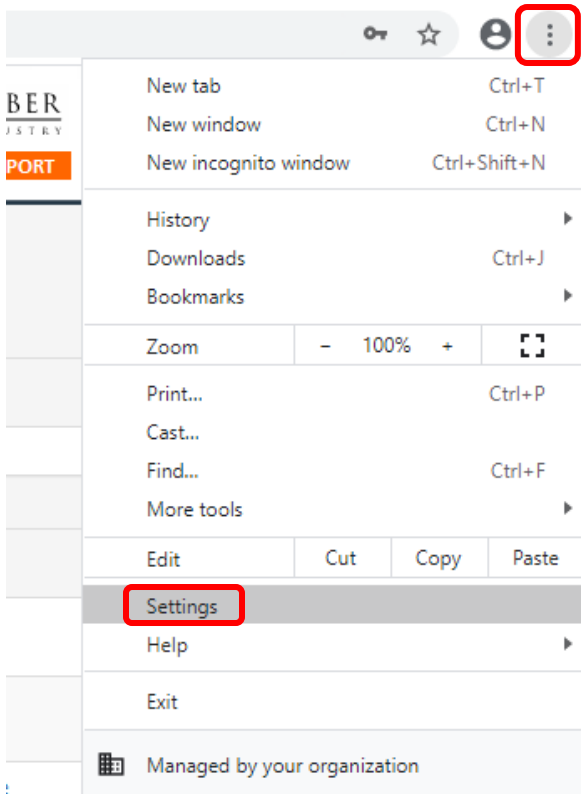 New tab Ctrl+T
BER
New window Ctrl+N
USTRY
New incognito window Ctrl+Shift+N
PORT
History
Downloads Ctrl+J
Bookmarks
Zoom - 100% +
Print... Ctrl+P
Cast...
Find... Ctrl+F
More tools
Edit Cut Copy Paste
Settings
Help
Exit
Managed by your organization